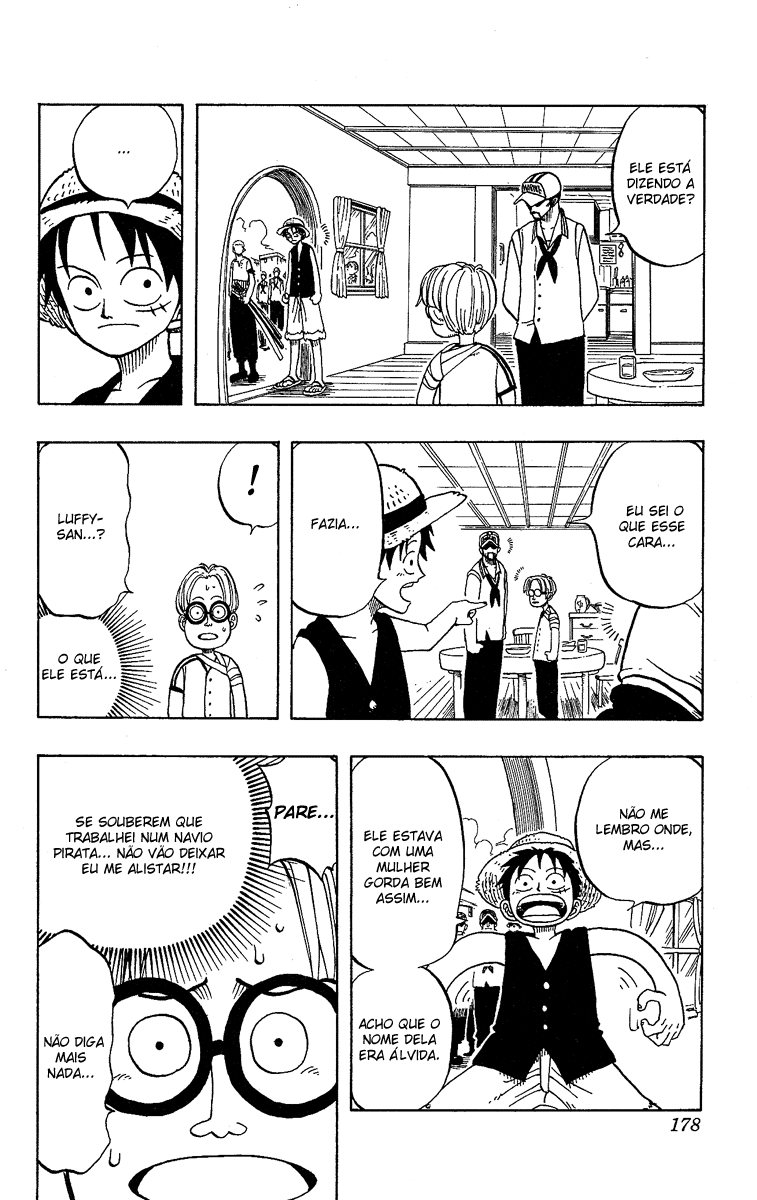 ELE ESTÁ
DIZENDO A
VERDADE?
...
EU SEI O
QUE ESSE
CARA...
FAZIA...
!
LUFFY-
SAN...?
O QUE
ELE ESTÁ...
NÃO ME
LEMBRO ONDE,
MAS...
ELE ESTAVA
COM UMA
MULHER
GORDA BEM
ASSIM...
ACHO QUE O
NOME DELA
ERA ÁLVIDA.
PARE...
SE SOUBEREM QUE
TRABALHEI NUM NAVIO
PIRATA... NÃO VÃO DEIXAR
EU ME ALISTAR!!!
NÃO DIGA
MAIS
NADA...
178